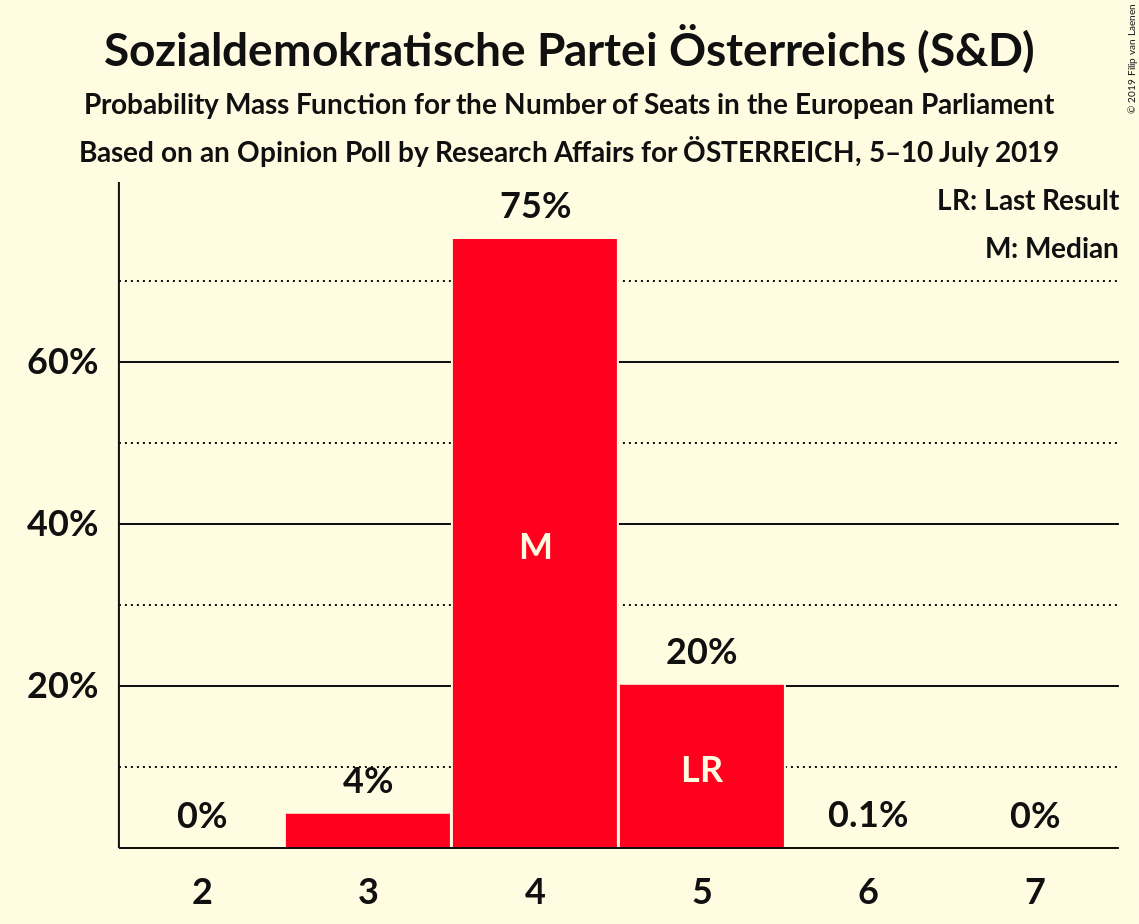 Sozialdemokratische Partei Österreichs (S&D)
Probability Mass Function for the Number of Seats in the European Parliament
Based on an Opinion Poll by Research Affairs for ÖSTERREICH, 5–10 July 2019
© 2019 Filip van Laenen
LR: Last Result
M: Median
75%
60%
40%
M
20%
20%
LR
4%
0%
0.1%
0%
2 3 4 5 6 7